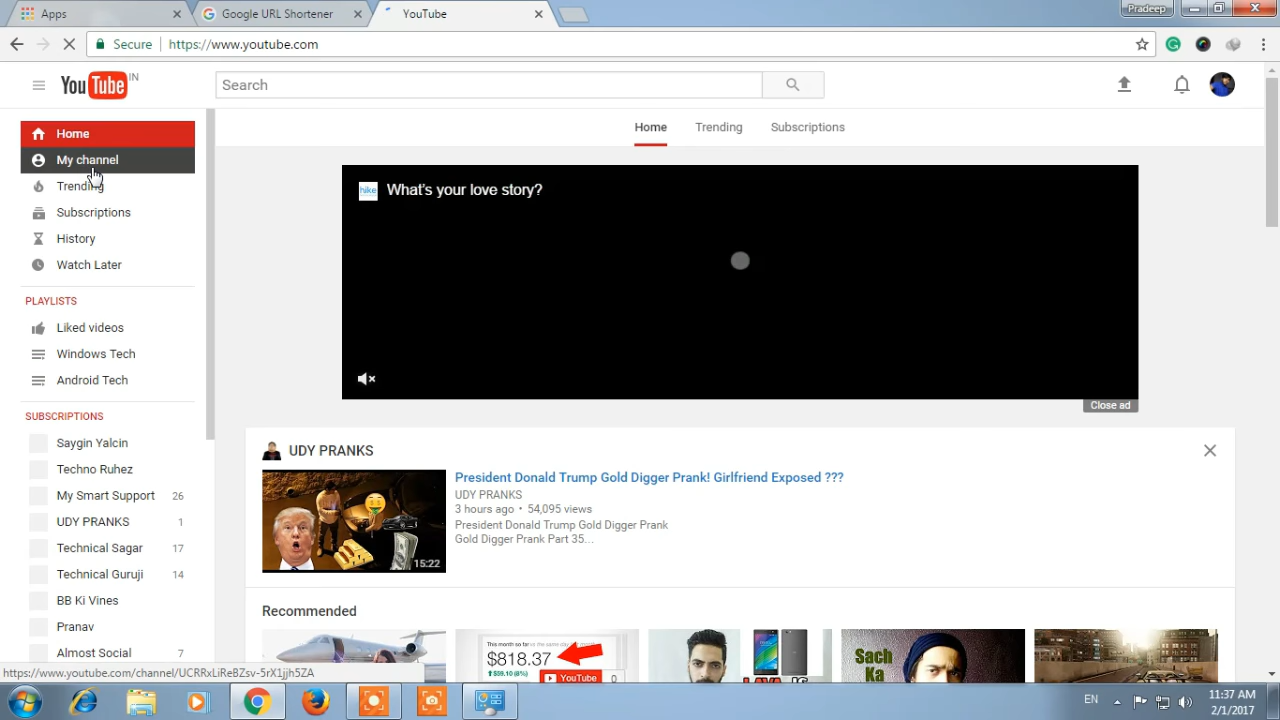 Apps
Google URL Shortener
YouTube
Pradeep
Secure
https://www.youtube.com
YouTube IN
Search
Home
My channel
Trending
Subscriptions
History
Watch Later
PLAYLISTS
Liked videos
Windows Tech
Android Tech
SUBSCRIPTIONS
Saygin Yalcin
Techno Ruhez
My Smart Support 26
UDY PRANKS 1
Technical Sagar 17
Technical Guruji 14
BB Ki Vines
Pranav
Almost Social 7
Home Trending Subscriptions
hike
What's your love story?
Close ad
UDY PRANKS
President Donald Trump Gold Digger Prank! Girlfriend Exposed ???
UDY PRANKS
3 hours ago • 54,095 views
President Donald Trump Gold Digger Prank
Gold Digger Prank Part 35...
15:22
Recommended
This month so far
$818.37
YouTube
0
Sach
Ka
https://www.youtube.com/channel/UCRRxLiReBZsv-5rX1jjh5ZA
EN
11:37 AM
2/1/2017